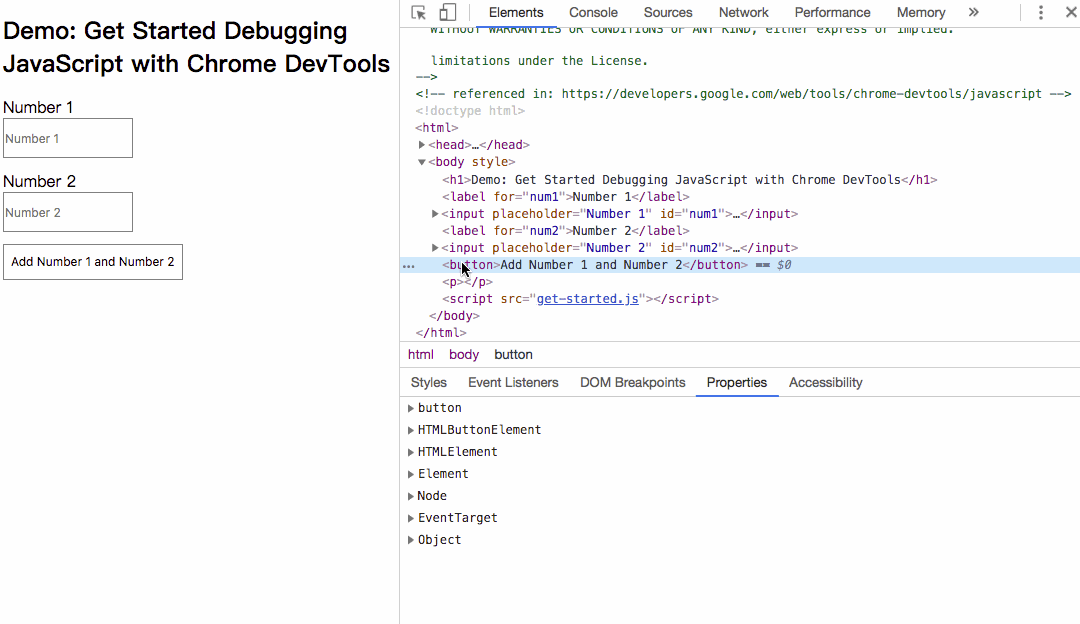 Demo: Get Started Debugging
JavaScript with Chrome DevTools
Number 1
Number 1
Number 2
Number 2
Add Number 1 and Number 2
Elements Console Sources Network Performance Memory »
WITHOUT WARRANTIES OR CONDITIONS OF ANY KIND, either express or implied.
limitations under the License.
-->
<!-- referenced in: https://developers.google.com/web/tools/chrome-devtools/javascript -->
<!doctype html>
<html>
<head>…</head>
<body style>
<h1>Demo: Get Started Debugging JavaScript with Chrome DevTools</h1>
<label for="num1">Number 1</label>
<input placeholder="Number 1" id="num1">…</input>
<label for="num2">Number 2</label>
<input placeholder="Number 2" id="num2">…</input>
… <button>Add Number 1 and Number 2</button> == $0
<p></p>
<script src="get-started.js"></script>
</body>
</html>
html body button
Styles Event Listeners DOM Breakpoints Properties Accessibility
button
HTMLButtonElement
HTMLElement
Element
Node
EventTarget
Object